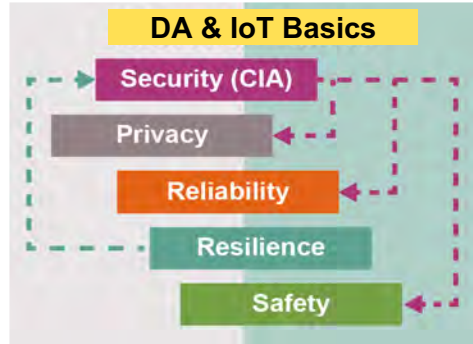 DA & IoT Basics
Security (CIA)
Privacy
Reliability
Resilience
Safety